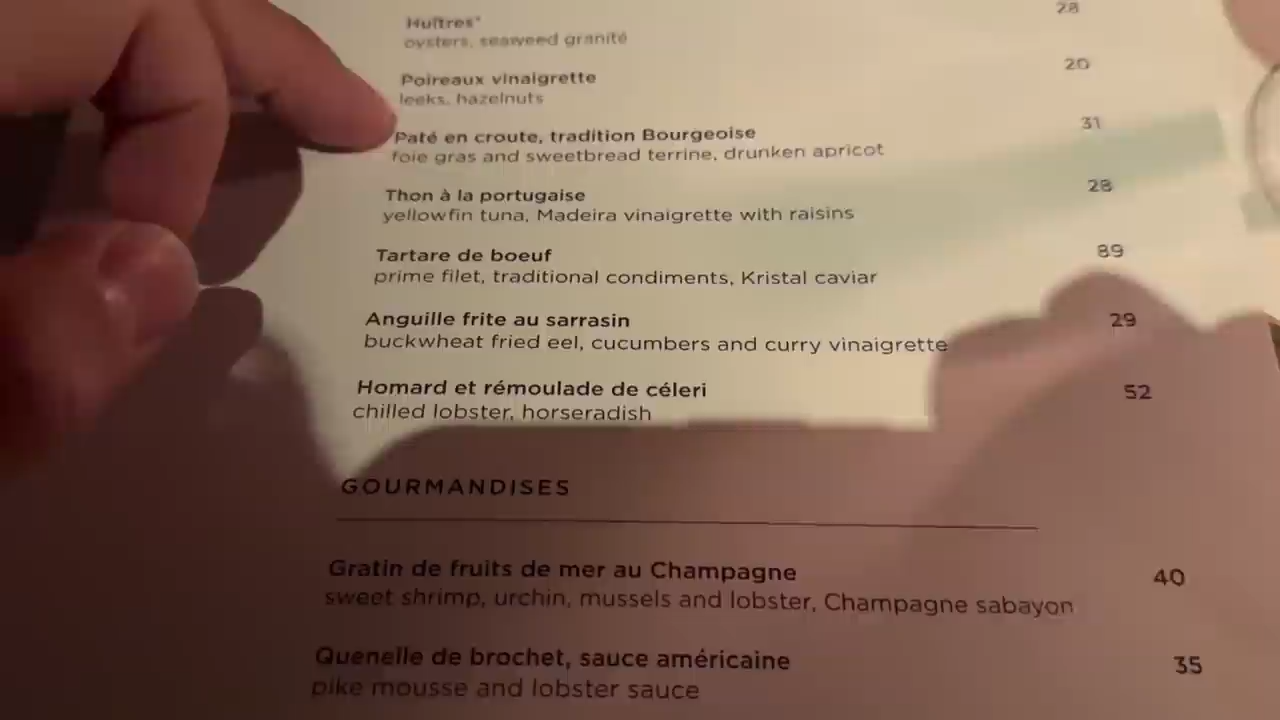 Huîtres*
28
oysters, seaweed granité
Poireaux vinaigrette
20
leeks, hazelnuts
Paté en croute, tradition Bourgeoise
31
foie gras and sweetbread terrine, drunken apricot
Thon à la portugaise
28
yellowfin tuna, Madeira vinaigrette with raisins
Tartare de boeuf
89
prime filet, traditional condiments, Kristal caviar
Anguille frite au sarrasin
29
buckwheat fried eel, cucumbers and curry vinaigrette
Homard et rémoulade de céleri
52
chilled lobster, horseradish
GOURMANDISES
Gratin de fruits de mer au Champagne
40
sweet shrimp, urchin, mussels and lobster, Champagne sabayon
Quenelle de brochet, sauce américaine
35
pike mousse and lobster sauce